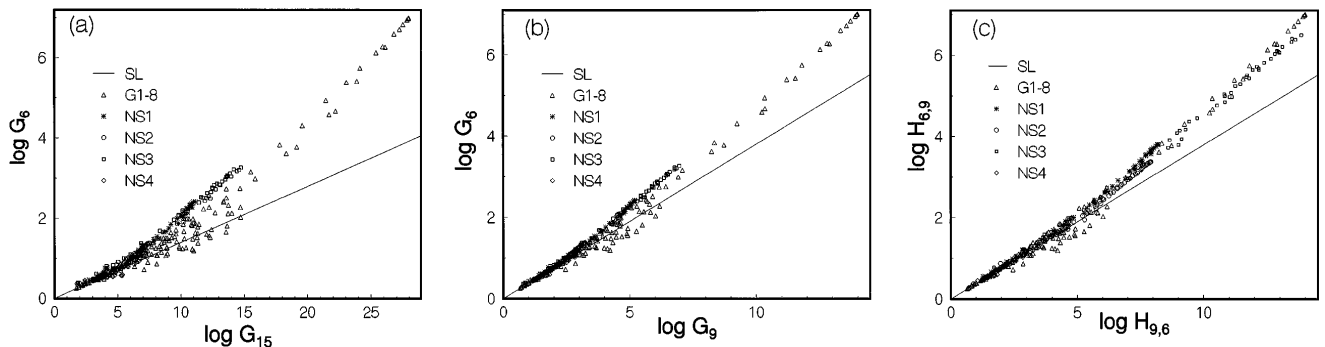 (a)
6
4
2
0
log G6
SL
G1-8
NS1
NS2
NS3
NS4
0 5 10 15 20 25
log G15
(b)
6
4
2
0
log G6
SL
G1-8
NS1
NS2
NS3
NS4
0 5 10
log G9
(c)
6
4
2
0
log H6,9
SL
G1-8
NS1
NS2
NS3
NS4
0 5 10
log H9,6